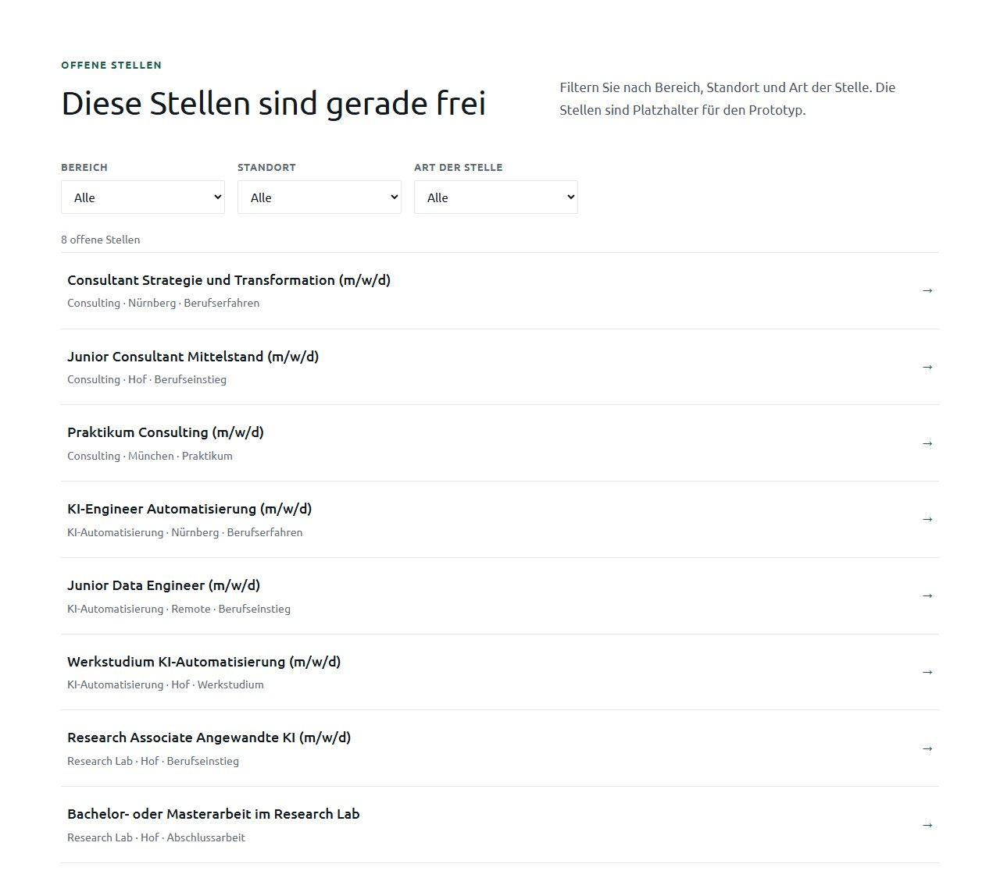 OFFENE STELLEN
Diese Stellen sind gerade frei
Filtern Sie nach Bereich, Standort und Art der Stelle. Die
Stellen sind Platzhalter für den Prototyp.
BEREICH STANDORT ART DER STELLE
Alle Alle Alle
8 offene Stellen
Consultant Strategie und Transformation (m/w/d)
Consulting · Nürnberg · Berufserfahren
→
Junior Consultant Mittelstand (m/w/d)
Consulting · Hof · Berufseinstieg
→
Praktikum Consulting (m/w/d)
Consulting · München · Praktikum
→
KI-Engineer Automatisierung (m/w/d)
KI-Automatisierung · Nürnberg · Berufserfahren
→
Junior Data Engineer (m/w/d)
KI-Automatisierung · Remote · Berufseinstieg
→
Werkstudium KI-Automatisierung (m/w/d)
KI-Automatisierung · Hof · Werkstudium
→
Research Associate Angewandte KI (m/w/d)
Research Lab · Hof · Berufseinstieg
→
Bachelor- oder Masterarbeit im Research Lab
Research Lab · Hof · Abschlussarbeit
→